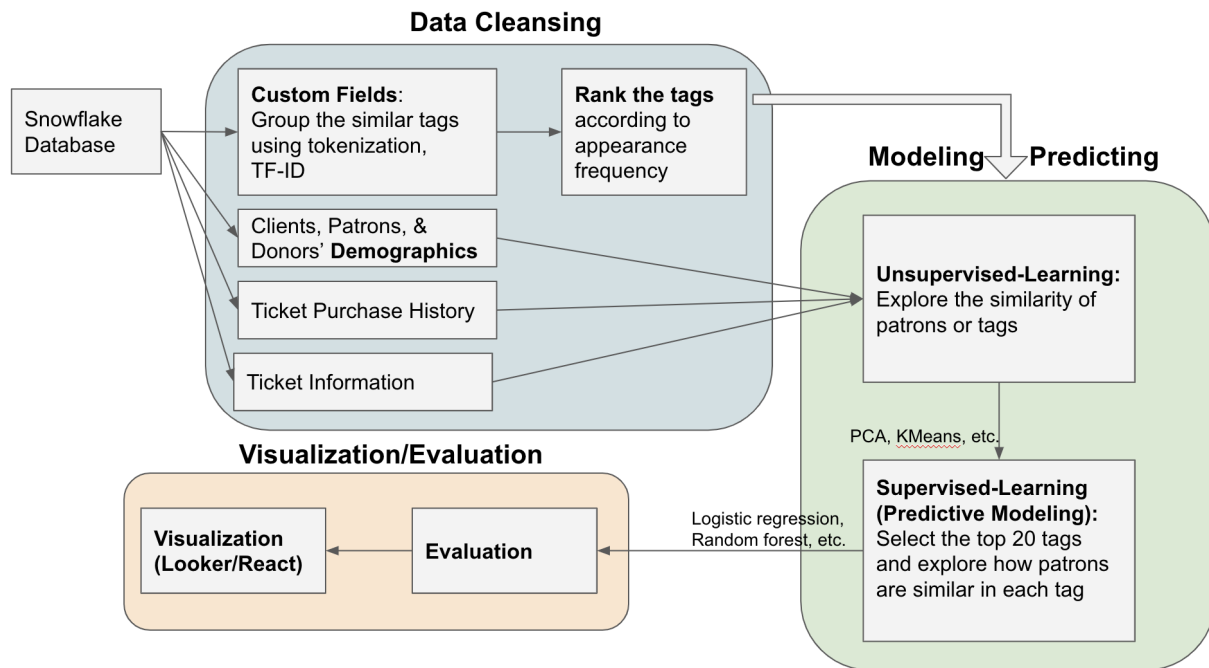 Data Cleansing
Snowflake
Database
Custom Fields:
Group the similar tags
using tokenization,
TF-ID
Rank the tags
according to
appearance
frequency
Clients, Patrons, &
Donors’ Demographics
Ticket Purchase History
Ticket Information
Modeling Predicting
Unsupervised-Learning:
Explore the similarity of
patrons or tags
PCA, KMeans, etc.
Supervised-Learning
(Predictive Modeling):
Select the top 20 tags
and explore how patrons
are similar in each tag
Logistic regression,
Random forest, etc.
Visualization/Evaluation
Evaluation
Visualization
(Looker/React)